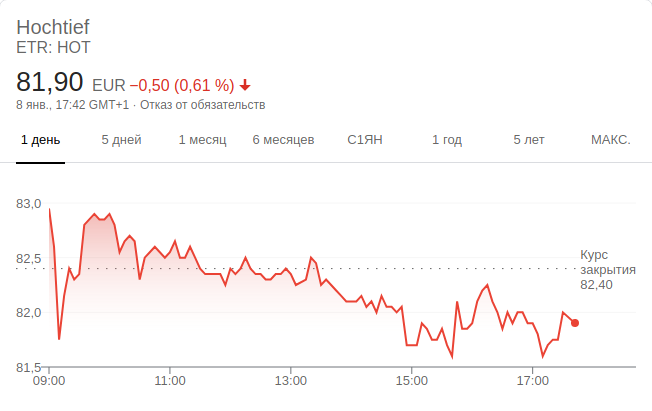 Hochtief
ETR: HOT
81,90 EUR −0,50 (0,61 %)
8 янв., 17:42 GMT+1 · Отказ от обязательств
1 день 5 дней 1 месяц 6 месяцев С1ЯН 1 год 5 лет МАКС.
83,0
82,5
82,0
81,5
Курс
закрытия
82,40
09:00 11:00 13:00 15:00 17:00